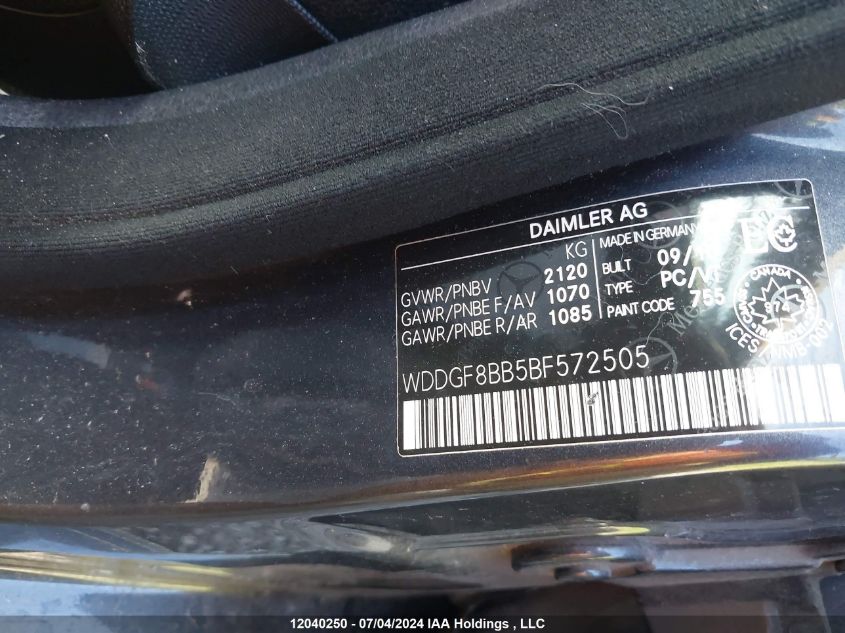 DAIMLER AG
KG
GVWR/PNBV 2120
GAWR/PNBE F/AV 1070
GAWR/PNBE R/AR 1085
MADE IN GERMANY
BUILT 09/
TYPE PC/V
PAINT CODE 755
CANADA
974
WDDGF8BB5BF572505
12040250 - 07/04/2024 IAA Holdings , LLC